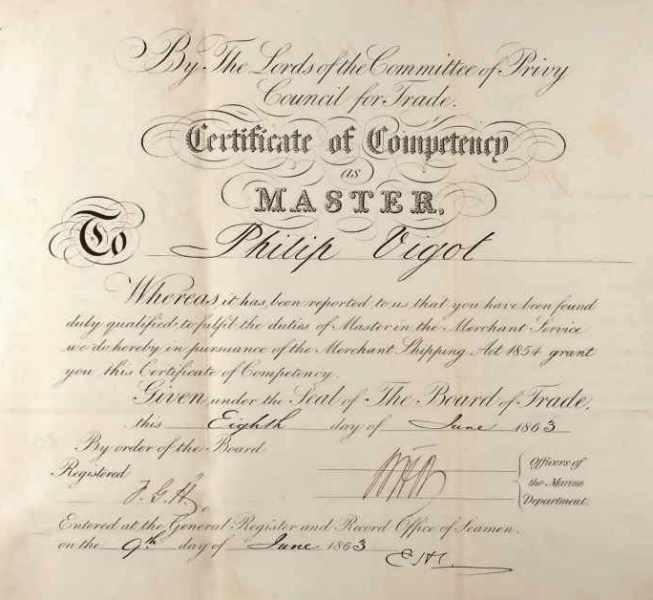 By The Lords of the Committee of Privy
Council for Trade.
Certificate of Competency
as
MASTER,
To Philip Vigot
Whereas it has been reported to us that you have been found
duly qualified to fulfil the duties of Master in the Merchant Service
we do hereby in pursuance of the Merchant Shipping Act 1854 grant
you this Certificate of Competency.
Given under the Seal of The Board of Trade,
this Eighth day of June 1863
By order of the Board
Registered
J. G. H.
Officers of
the Marine
Department.
Entered at the General Register and Record Office of Seamen.
on the 9th day of June 1863